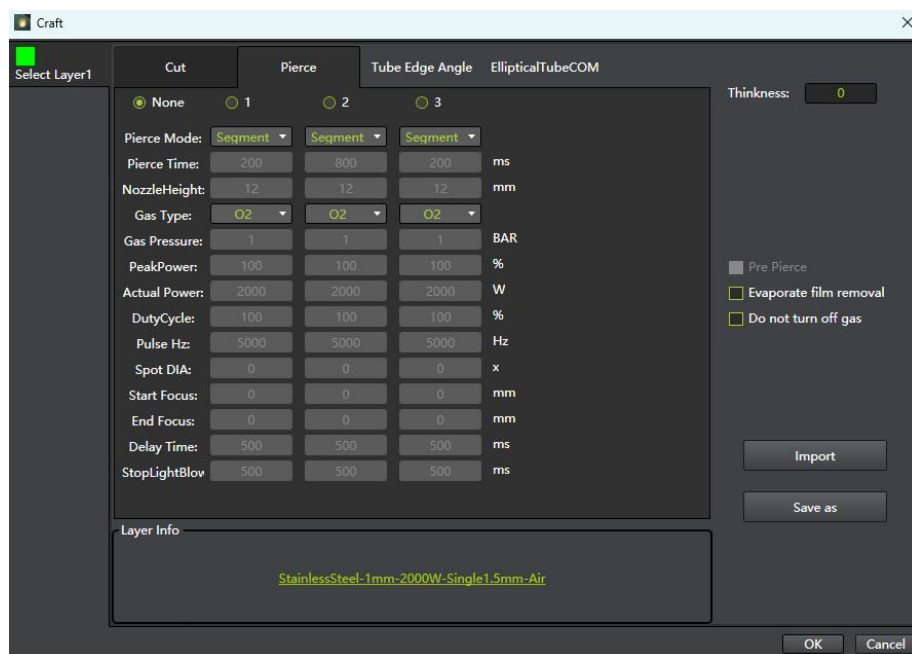 Craft
Select Layer1
Cut Pierce Tube Edge Angle EllipticalTubeCOM
None 1 2 3
Thinkness: 0
Pierce Mode: Segment Segment Segment
Pierce Time: 200 800 200 ms
NozzleHeight: 12 12 12 mm
Gas Type: O2 O2 O2
Gas Pressure: 1 1 1 BAR
PeakPower: 100 100 100 %
Pre Pierce
Actual Power: 2000 2000 2000 W
Evaporate film removal
DutyCycle: 100 100 100 %
Do not turn off gas
Pulse Hz: 5000 5000 5000 Hz
Spot DIA: 0 0 0 x
Start Focus: 0 0 0 mm
End Focus: 0 0 0 mm
Delay Time: 500 500 500 ms
Import
StopLightBlow 500 500 500 ms
Save as
Layer Info
StainlessSteel-1mm-2000W-Single1.5mm-Air
OK Cancel